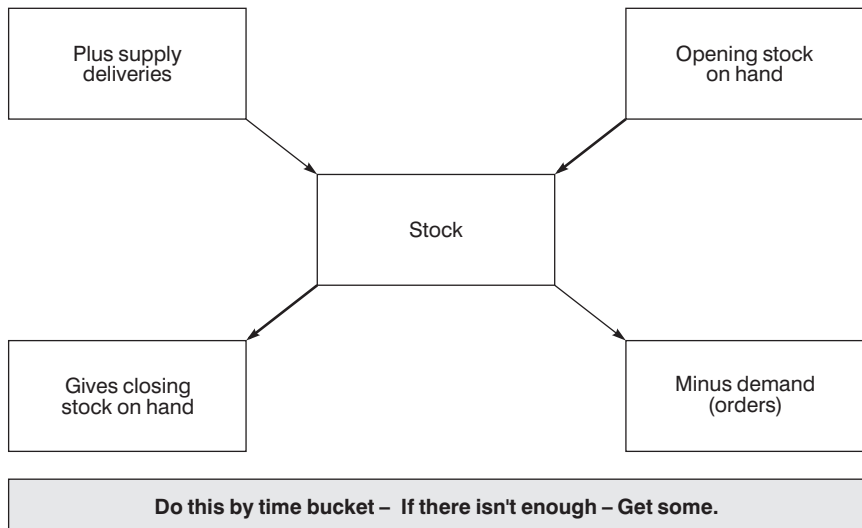 Plus supply
deliveries
Opening stock
on hand
Stock
Gives closing
stock on hand
Minus demand
(orders)
Do this by time bucket – If there isn't enough – Get some.